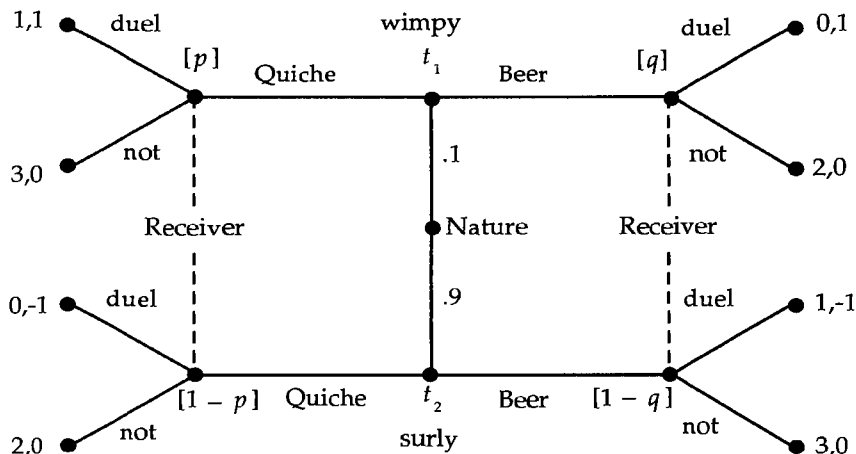 1,1 duel wimpy duel 0,1
[p] t₁ [q]
Quiche Beer
3,0 not .1 not 2,0
Receiver Nature Receiver
0,-1 duel .9 duel 1,-1
[1 - p] Quiche t₂ Beer [1 - q]
2,0 not surly not 3,0